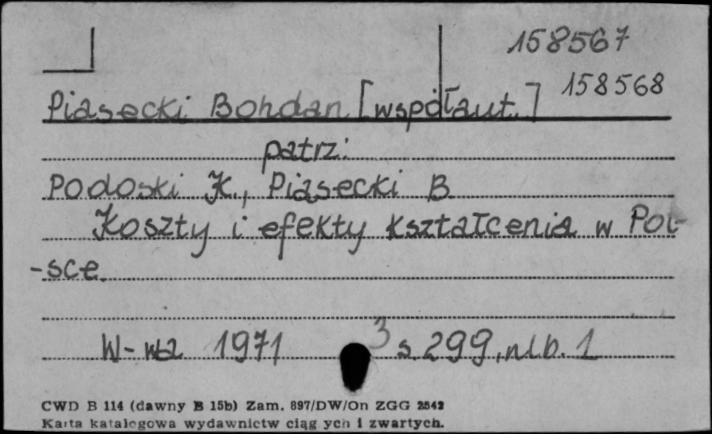 158567
158568
Piasecki Bohdan [współaut.]
patrz:
Podoski K., Piasecki B
Koszty i efekty kształcenia w Pol-
-sce
W-wa 1971 3 s 299, nlb. 1
CWD B 114 (dawny B 15b) Zam. 897/DW/On ZGG 2542
Karta katalogowa wydawnictw ciąg ych i zwartych.